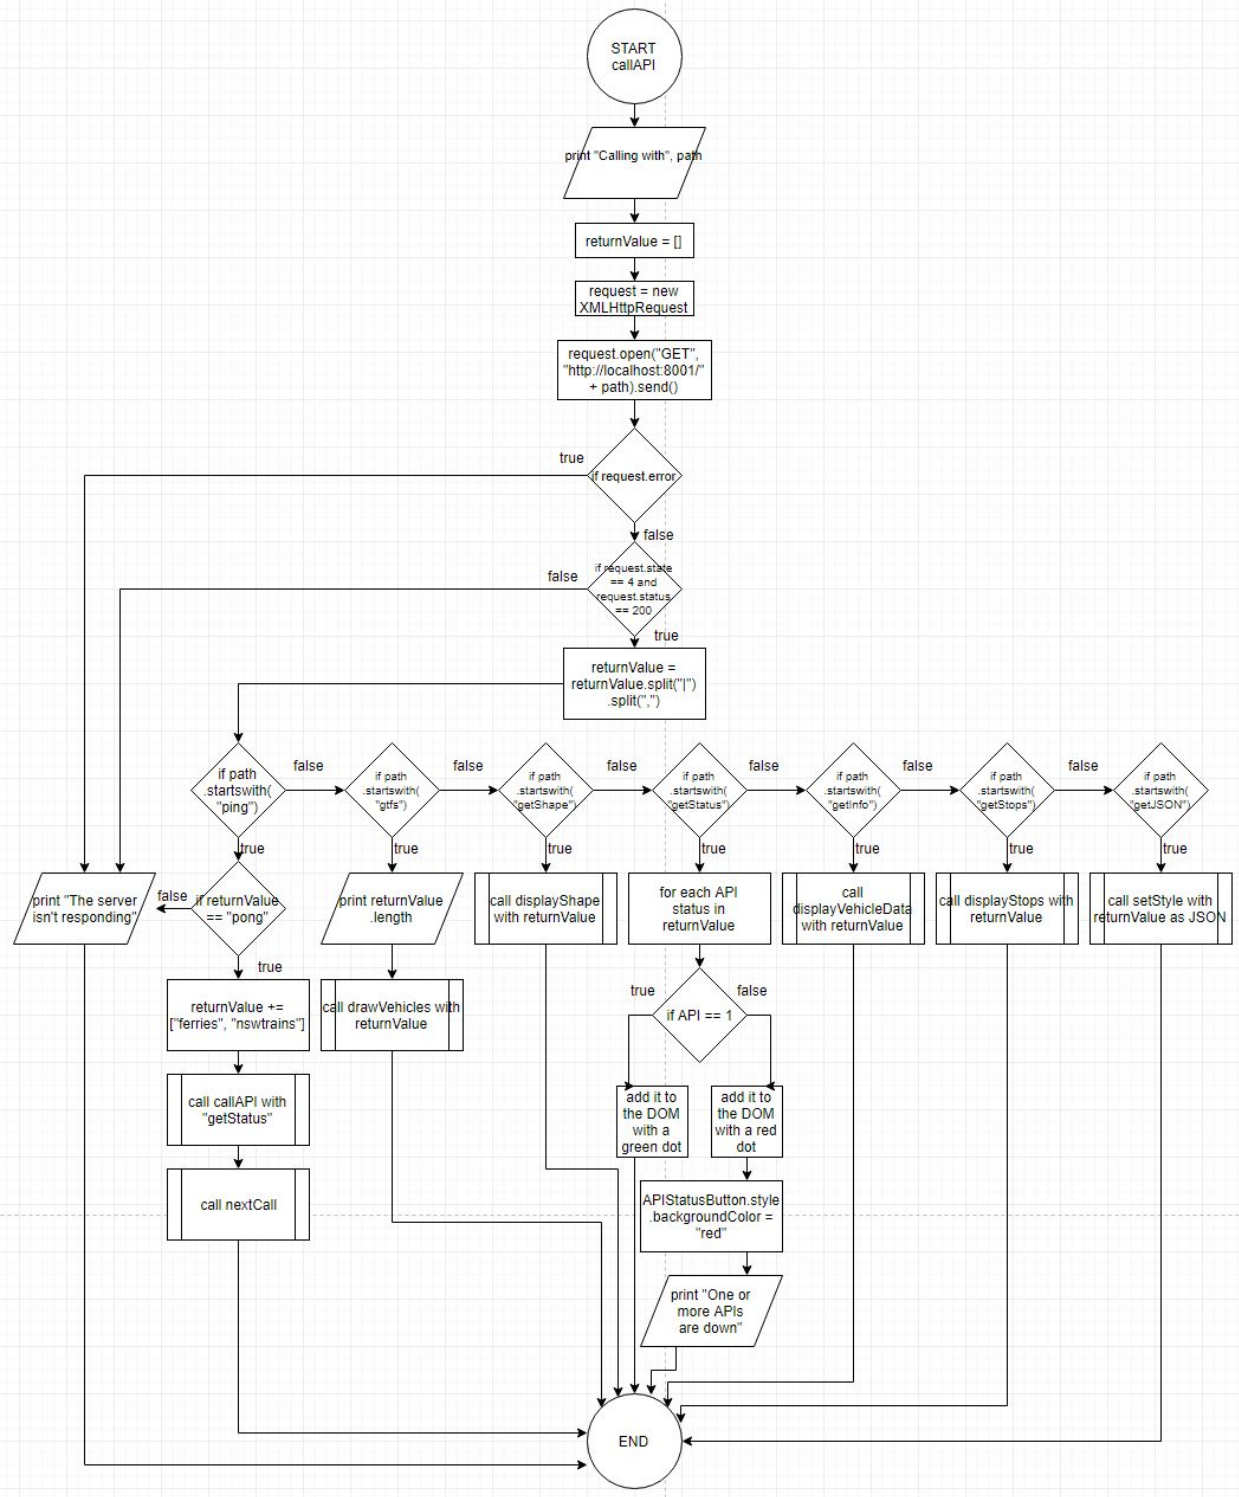 START
callAPI
print "Calling with", path
returnValue = []
request = new
XMLHttpRequest
request.open("GET",
"http://localhost:8001/"
+ path).send()
true
if request.error
false
false
if request.state
== 4 and
request.status
== 200
true
returnValue =
returnValue.split("|")
.split(",")
if path
.startswith(
"ping")
false
if path
.startswith(
"gtfs")
false
if path
.startswith(
"getShape")
false
if path
.startswith(
"getStatus")
false
if path
.startswith(
"getInfo")
false
if path
.startswith(
"getStops")
false
if path
.startswith(
"getJSON")
true
true
true
true
true
true
true
print "The server
isn't responding"
false
if returnValue
== "pong"
print returnValue
.length
call displayShape
with returnValue
for each API
status in
returnValue
call
displayVehicleData
with returnValue
call displayStops with
returnValue
call setStyle with
returnValue as JSON
true
returnValue +=
["ferries", "nswtrains"]
call drawVehicles with
returnValue
true
false
if API == 1
call callAPI with
"getStatus"
add it to
the DOM
with a
green dot
add it to
the DOM
with a red
dot
call nextCall
APIStatusButton.style
.backgroundColor =
"red"
print "One or
more APIs
are down"
END